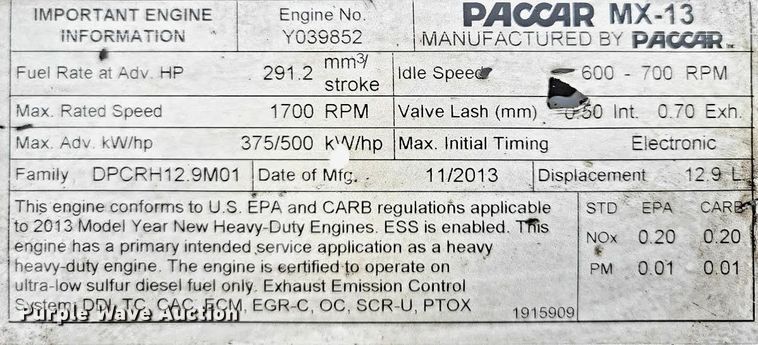 IMPORTANT ENGINE INFORMATION
Engine No. Y039852
PACCAR MX-13
MANUFACTURED BY PACCAR
Fuel Rate at Adv. HP 291.2 mm3/stroke
Idle Speed 600 - 700 RPM
Max. Rated Speed 1700 RPM
Valve Lash (mm) 0.50 Int. 0.70 Exh.
Max. Adv. kW/hp 375/500 kW/hp
Max. Initial Timing Electronic
Family DPCRH12.9M01
Date of Mfg. 11/2013
Displacement 12.9 L
This engine conforms to U.S. EPA and CARB regulations applicable
to 2013 Model Year New Heavy-Duty Engines. ESS is enabled. This
engine has a primary intended service application as a heavy
heavy-duty engine. The engine is certified to operate on
ultra-low sulfur diesel fuel only. Exhaust Emission Control
System: DDI, TC, CAC, ECM, EGR-C, OC, SCR-U, PTOX
1915909
STD EPA CARB
NOx 0.20 0.20
PM 0.01 0.01
Purple Wave Auction